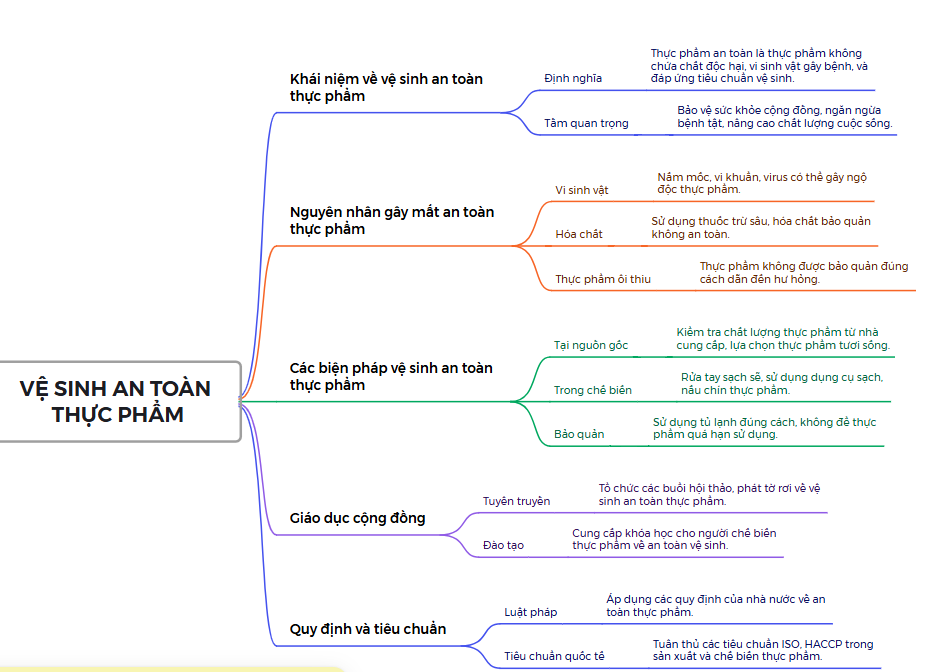 VỆ SINH AN TOÀN
THỰC PHẨM
Khái niệm về vệ sinh an toàn
thực phẩm
Định nghĩa
Thực phẩm an toàn là thực phẩm không
chứa chất độc hại, vi sinh vật gây bệnh, và
đáp ứng tiêu chuẩn vệ sinh.
Tầm quan trọng
Bảo vệ sức khỏe cộng đồng, ngăn ngừa
bệnh tật, nâng cao chất lượng cuộc sống.
Nguyên nhân gây mất an toàn
thực phẩm
Vi sinh vật
Nấm mốc, vi khuẩn, virus có thể gây ngộ
độc thực phẩm.
Hóa chất
Sử dụng thuốc trừ sâu, hóa chất bảo quản
không an toàn.
Thực phẩm ôi thiu
Thực phẩm không được bảo quản đúng
cách dẫn đến hư hỏng.
Các biện pháp vệ sinh an toàn
thực phẩm
Tại nguồn gốc
Kiểm tra chất lượng thực phẩm từ nhà
cung cấp, lựa chọn thực phẩm tươi sống.
Trong chế biến
Rửa tay sạch sẽ, sử dụng dụng cụ sạch,
nấu chín thực phẩm.
Bảo quản
Sử dụng tủ lạnh đúng cách, không để thực
phẩm quá hạn sử dụng.
Giáo dục cộng đồng
Tuyên truyền
Tổ chức các buổi hội thảo, phát tờ rơi về vệ
sinh an toàn thực phẩm.
Đào tạo
Cung cấp khóa học cho người chế biến
thực phẩm về an toàn vệ sinh.
Quy định và tiêu chuẩn
Luật pháp
Áp dụng các quy định của nhà nước về an
toàn thực phẩm.
Tiêu chuẩn quốc tế
Tuân thủ các tiêu chuẩn ISO, HACCP trong
sản xuất và chế biến thực phẩm.